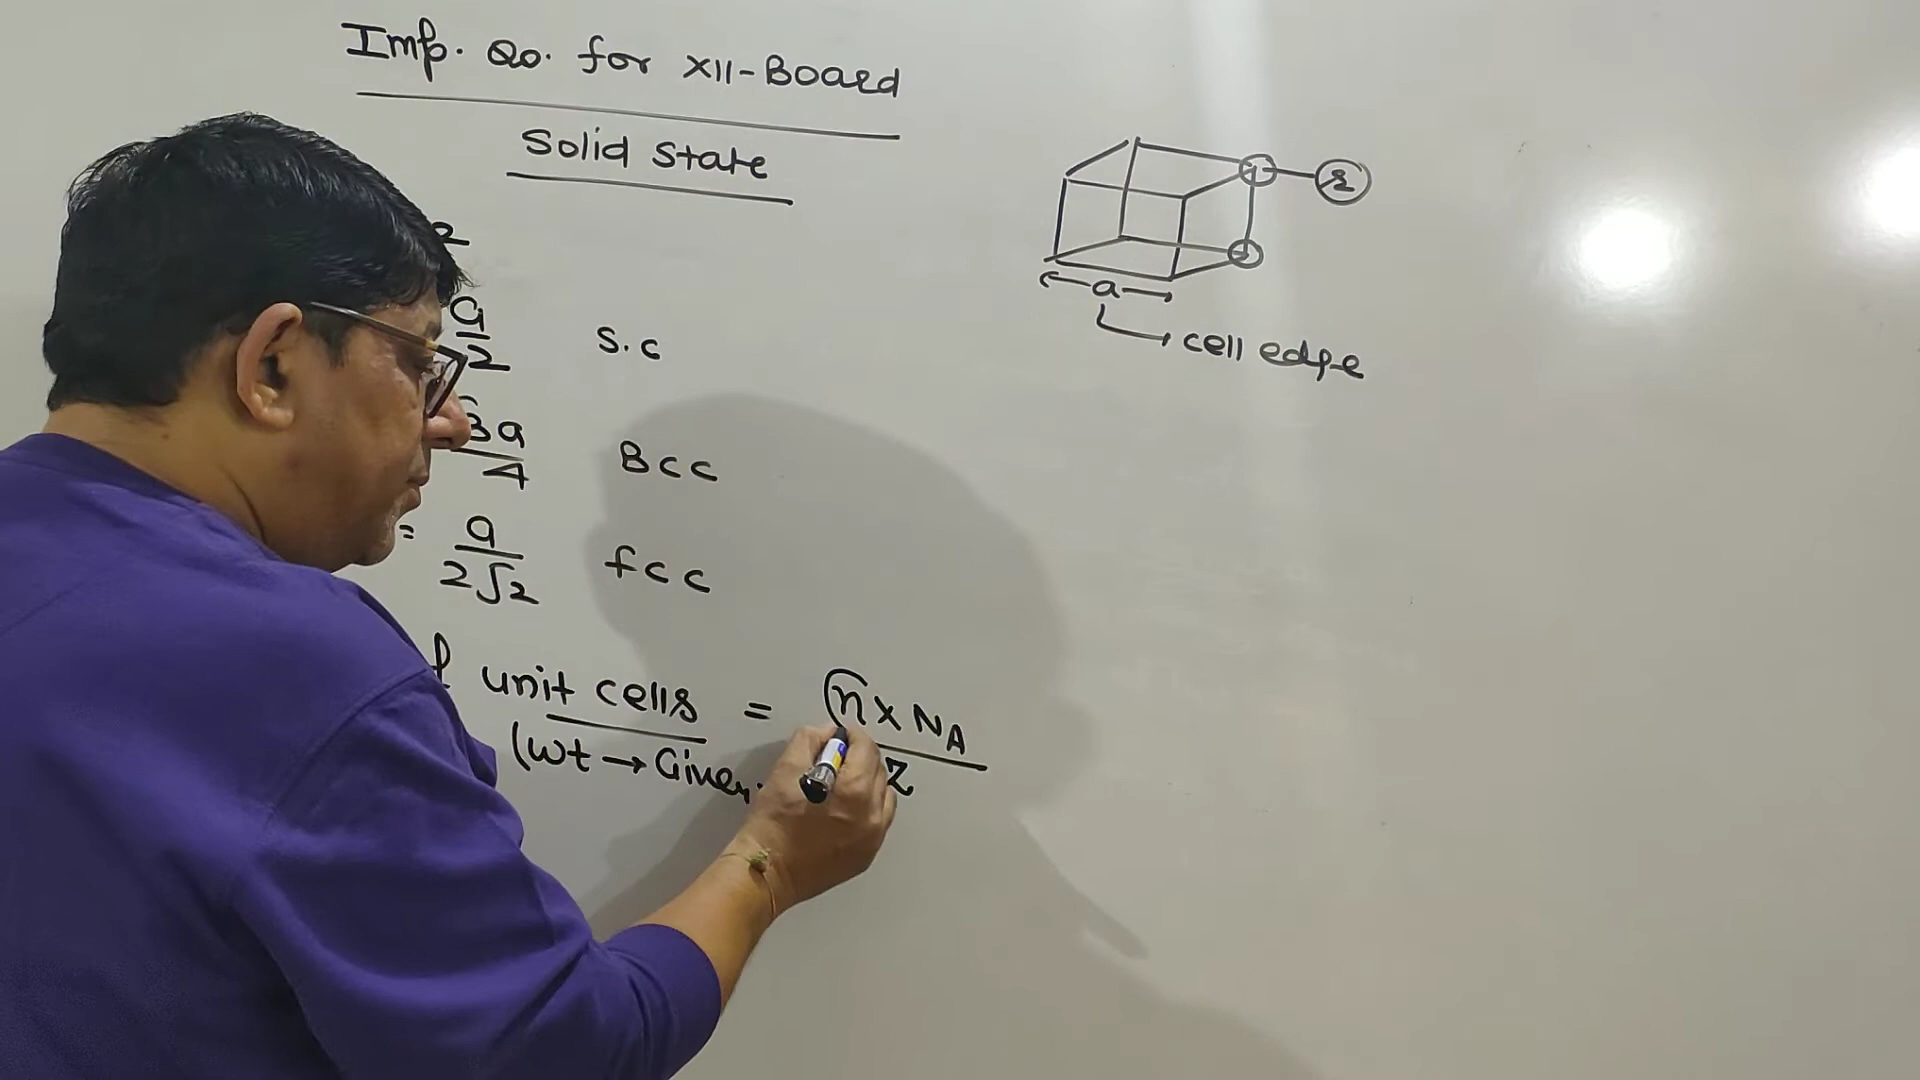 Imp. Qo. for XII-Board
Solid State
2
a/2 S.C
3a/4 BCC
= a/2√2 fcc
f unit cells = n x NA / Z
(wt → Given.
r
a
cell edge